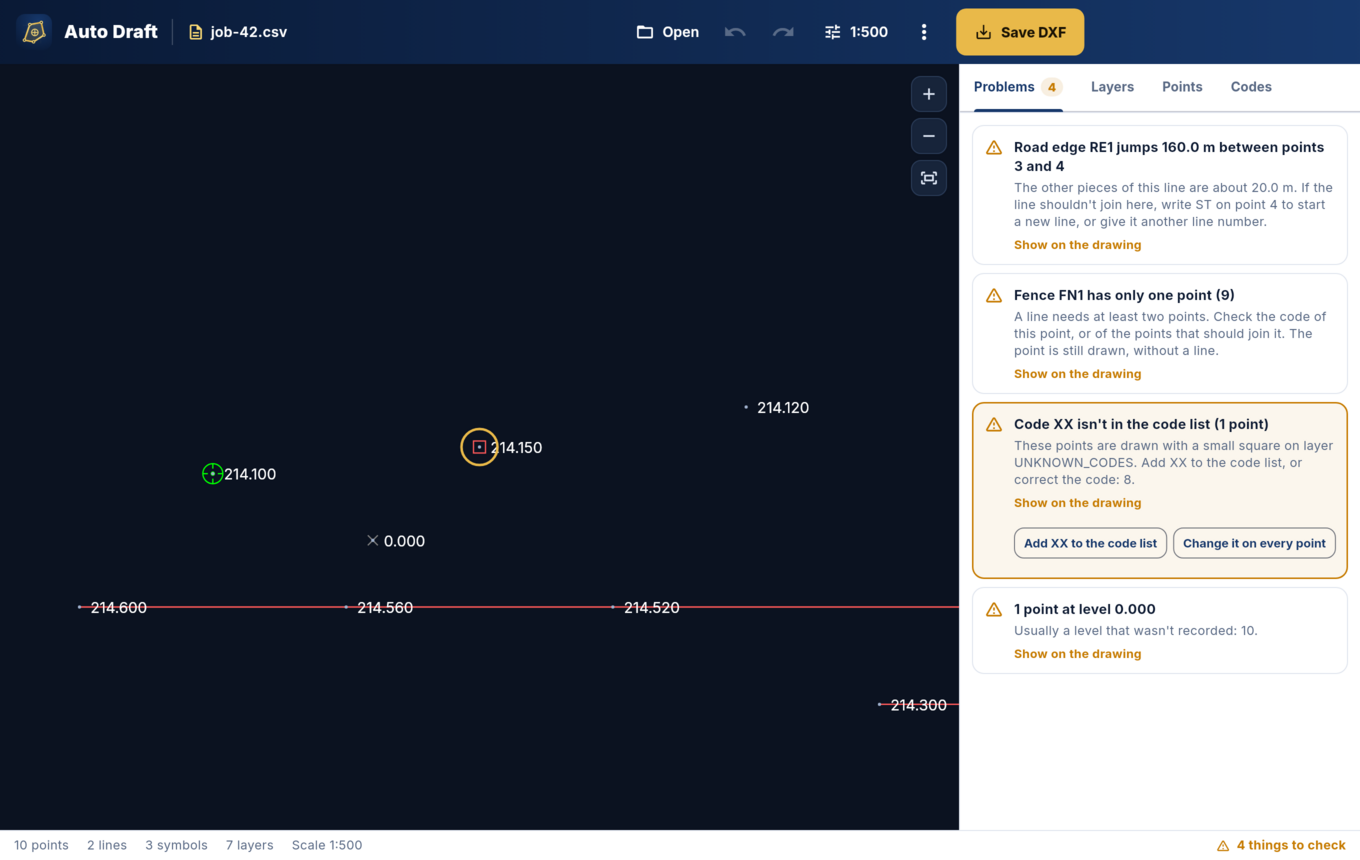 Auto Draft
job-42.csv
Open
1:500
Save DXF
Problems 4
Layers
Points
Codes
214.120
214.150
214.100
0.000
214.600
214.560
214.520
214.300
Road edge RE1 jumps 160.0 m between points
3 and 4
The other pieces of this line are about 20.0 m. If the
line shouldn't join here, write ST on point 4 to start
a new line, or give it another line number.
Show on the drawing
Fence FN1 has only one point (9)
A line needs at least two points. Check the code of
this point, or of the points that should join it. The
point is still drawn, without a line.
Show on the drawing
Code XX isn't in the code list (1 point)
These points are drawn with a small square on layer
UNKNOWN_CODES. Add XX to the code list, or
correct the code: 8.
Show on the drawing
Add XX to the code list
Change it on every point
1 point at level 0.000
Usually a level that wasn't recorded: 10.
Show on the drawing
10 points
2 lines
3 symbols
7 layers
Scale 1:500
4 things to check